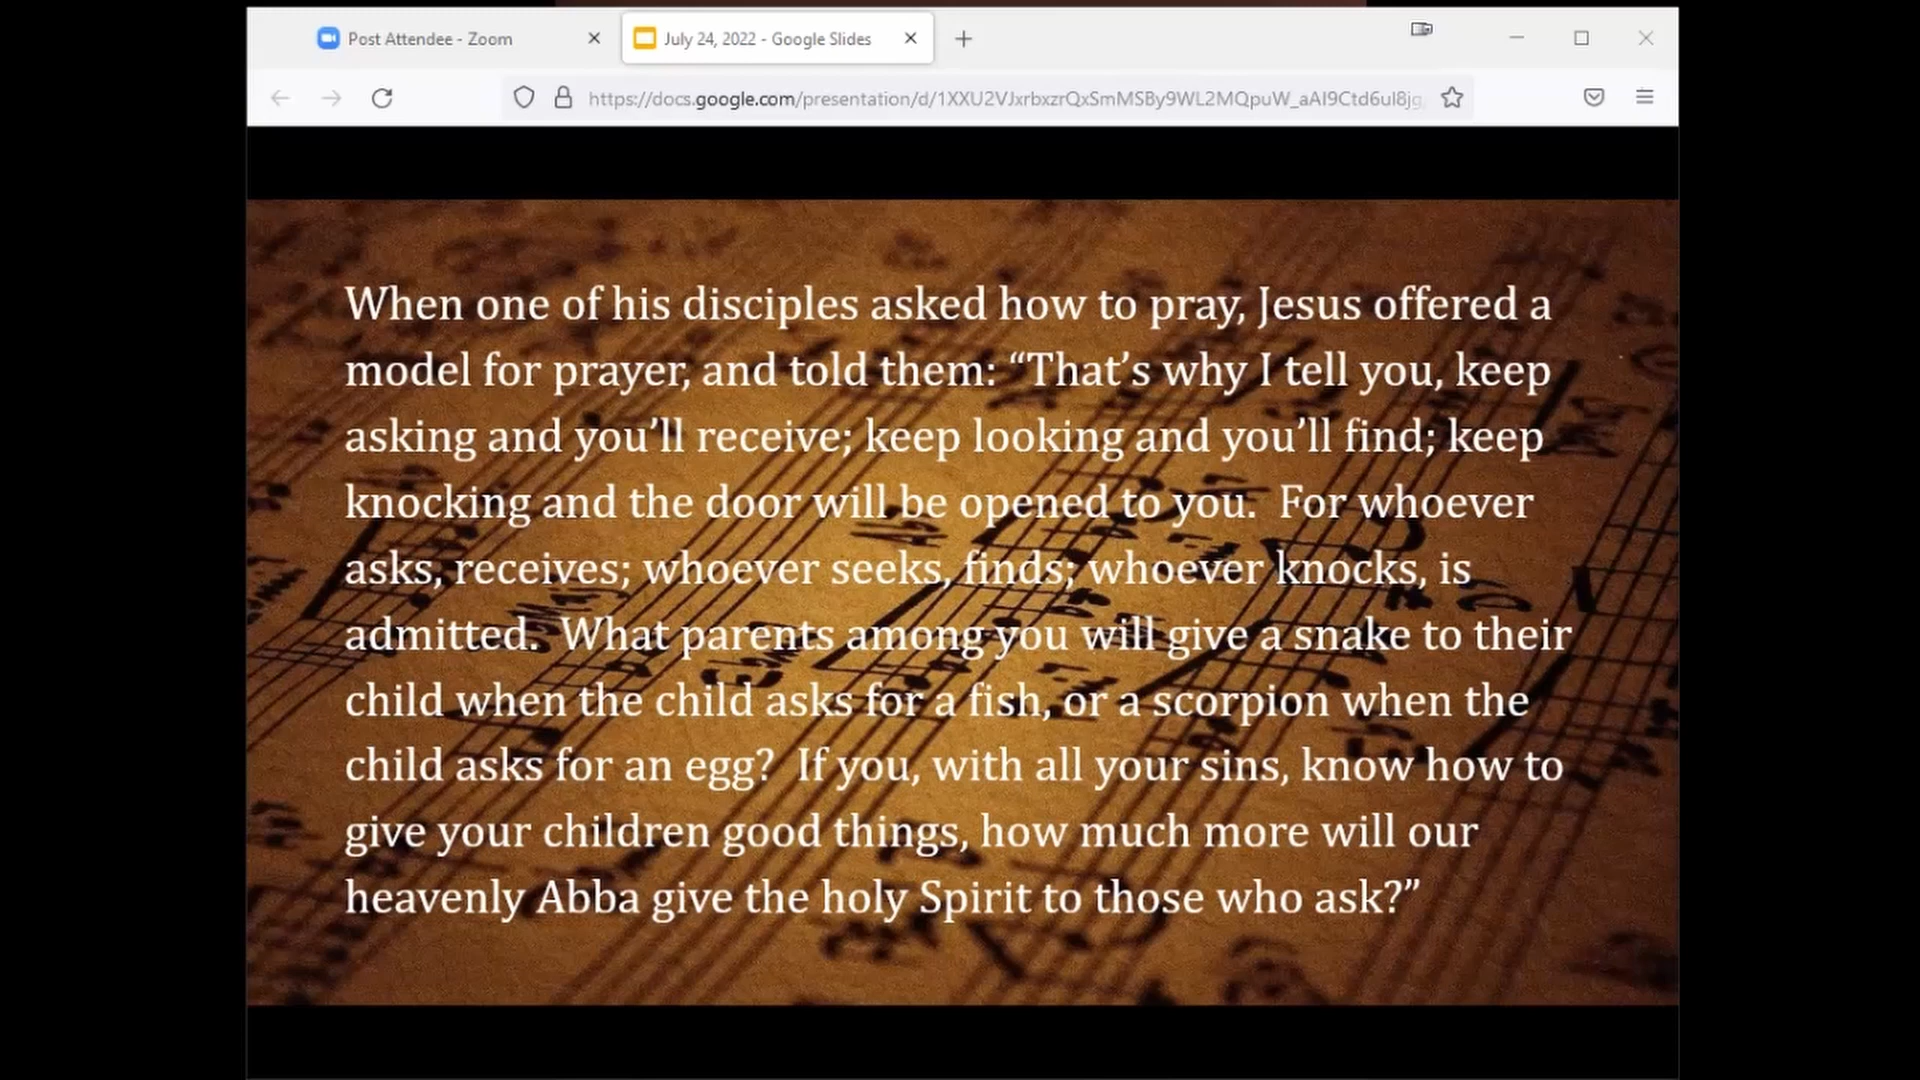 Post Attendee - Zoom
July 24, 2022 - Google Slides
https://docs.google.com/presentation/d/
When one of his disciples asked how to pray, Jesus offered a
model for prayer, and told them: “That’s why I tell you, keep
asking and you’ll receive; keep looking and you’ll find; keep
knocking and the door will be opened to you.  For whoever
asks, receives; whoever seeks, finds; whoever knocks, is
admitted.  What parents among you will give a snake to their
child when the child asks for a fish, or a scorpion when the
child asks for an egg?  If you, with all your sins, know how to
give your children good things, how much more will our
heavenly Abba give the holy Spirit to those who ask?”